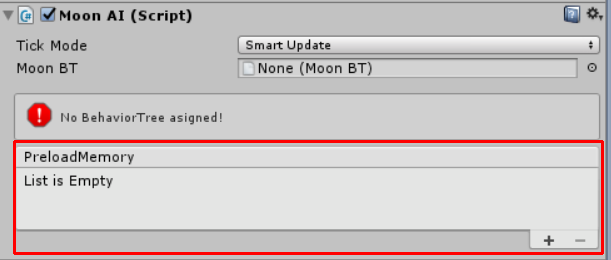 Moon AI (Script)
Tick Mode
Smart Update
Moon BT
None (Moon BT)
No BehaviorTree asigned!
PreloadMemory
List is Empty
+ −